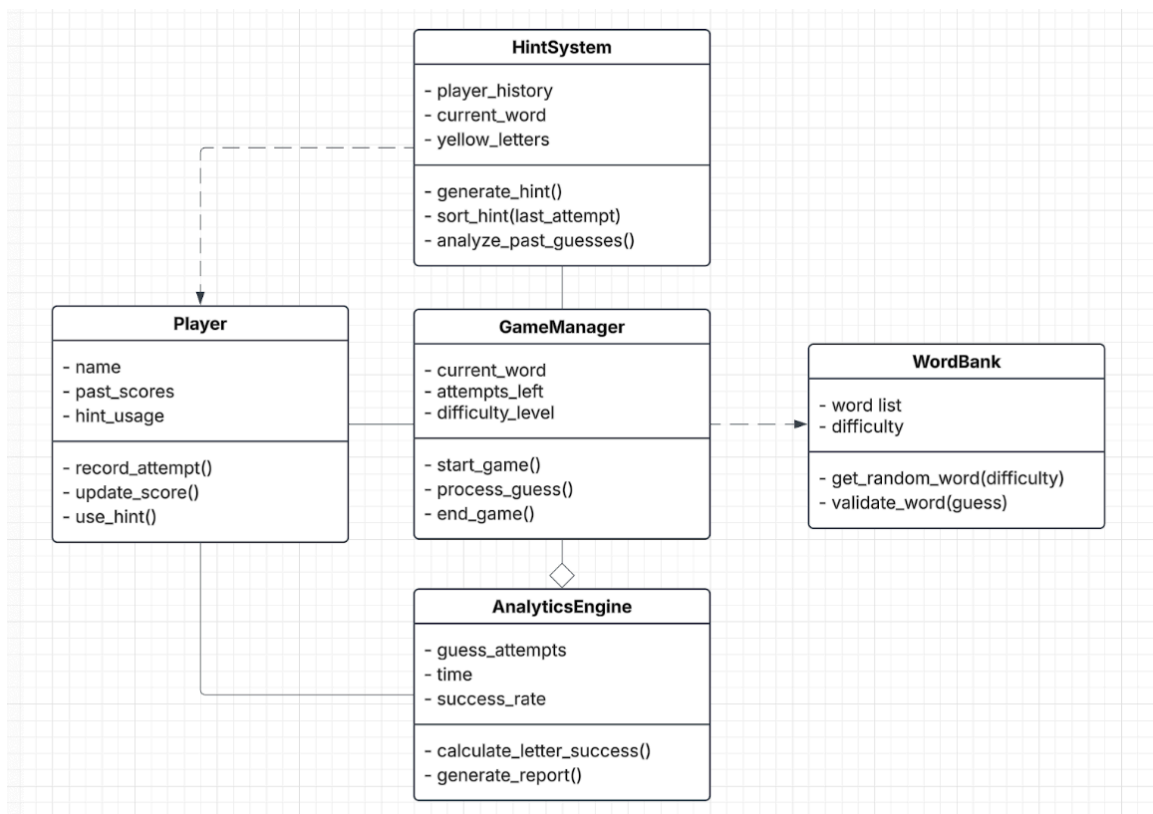 HintSystem
- player_history
- current_word
- yellow_letters
- generate_hint()
- sort_hint(last_attempt)
- analyze_past_guesses()
Player
- name
- past_scores
- hint_usage
- record_attempt()
- update_score()
- use_hint()
GameManager
- current_word
- attempts_left
- difficulty_level
- start_game()
- process_guess()
- end_game()
WordBank
- word list
- difficulty
- get_random_word(difficulty)
- validate_word(guess)
AnalyticsEngine
- guess_attempts
- time
- success_rate
- calculate_letter_success()
- generate_report()